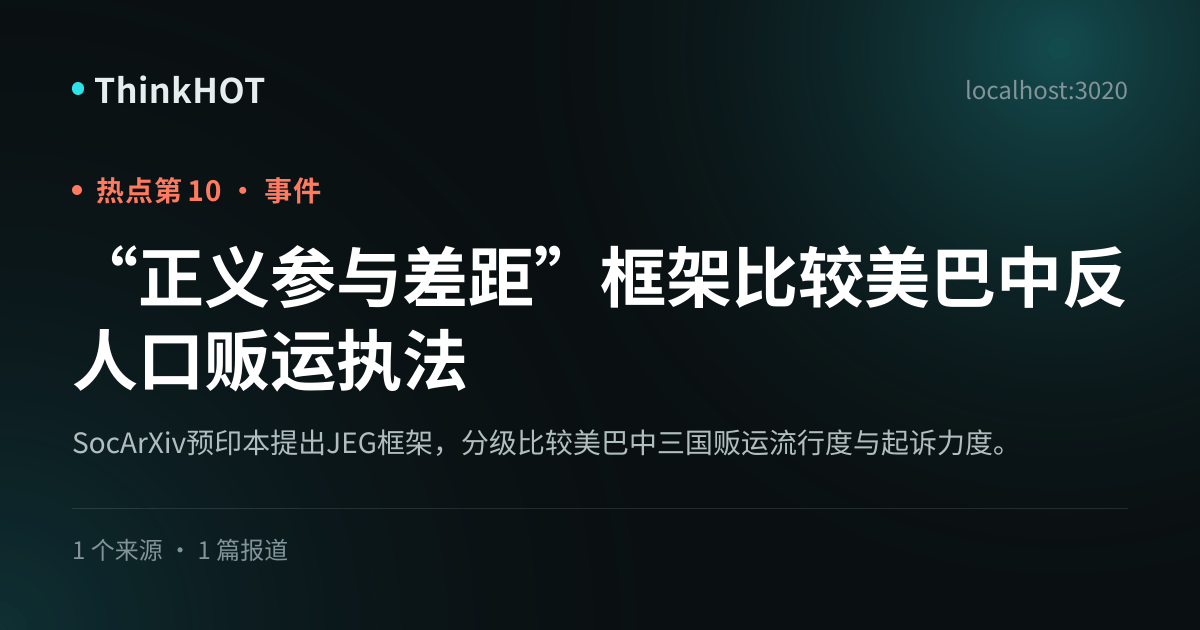 ThinkHOT
localhost:3020
热点第 10 · 事件
“正义参与差距”框架比较美巴中反
人口贩运执法
SocArXiv预印本提出JEG框架，分级比较美巴中三国贩运流行度与起诉力度。
1 个来源 · 1 篇报道